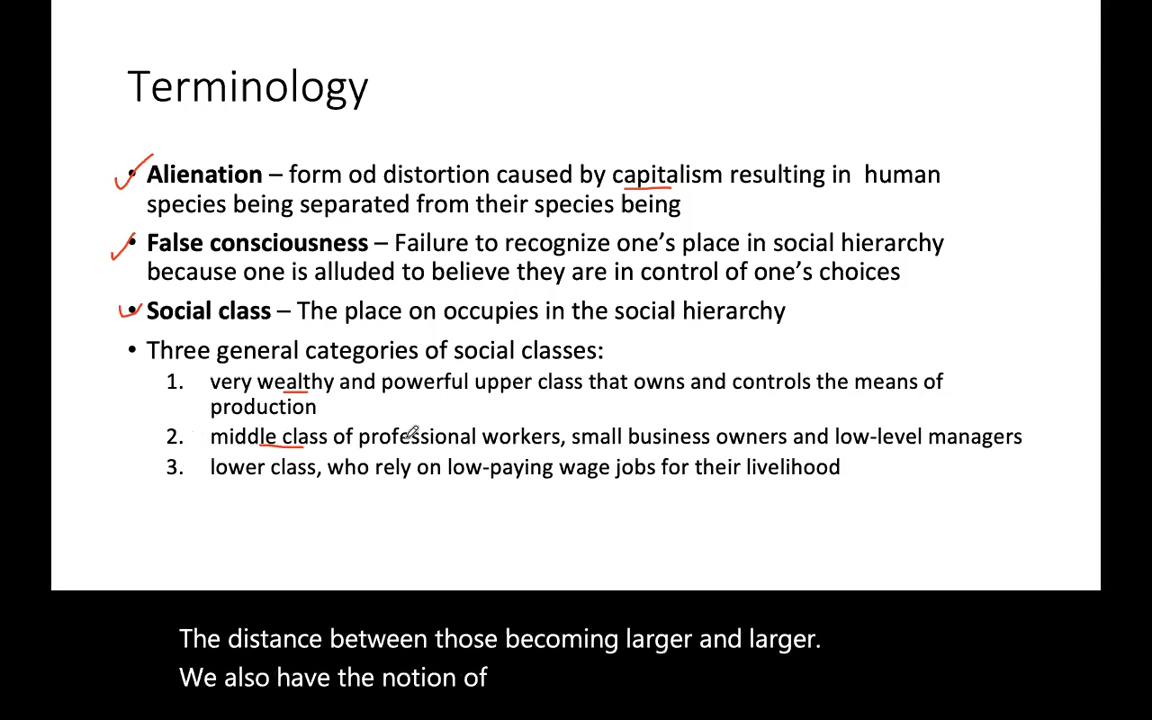 Terminology
• Alienation – form od distortion caused by capitalism resulting in human
species being separated from their species being
• False consciousness – Failure to recognize one's place in social hierarchy
because one is alluded to believe they are in control of one's choices
• Social class – The place on occupies in the social hierarchy
• Three general categories of social classes:
1. very wealthy and powerful upper class that owns and controls the means of
production
2. middle class of professional workers, small business owners and low-level managers
3. lower class, who rely on low-paying wage jobs for their livelihood
The distance between those becoming larger and larger.
We also have the notion of